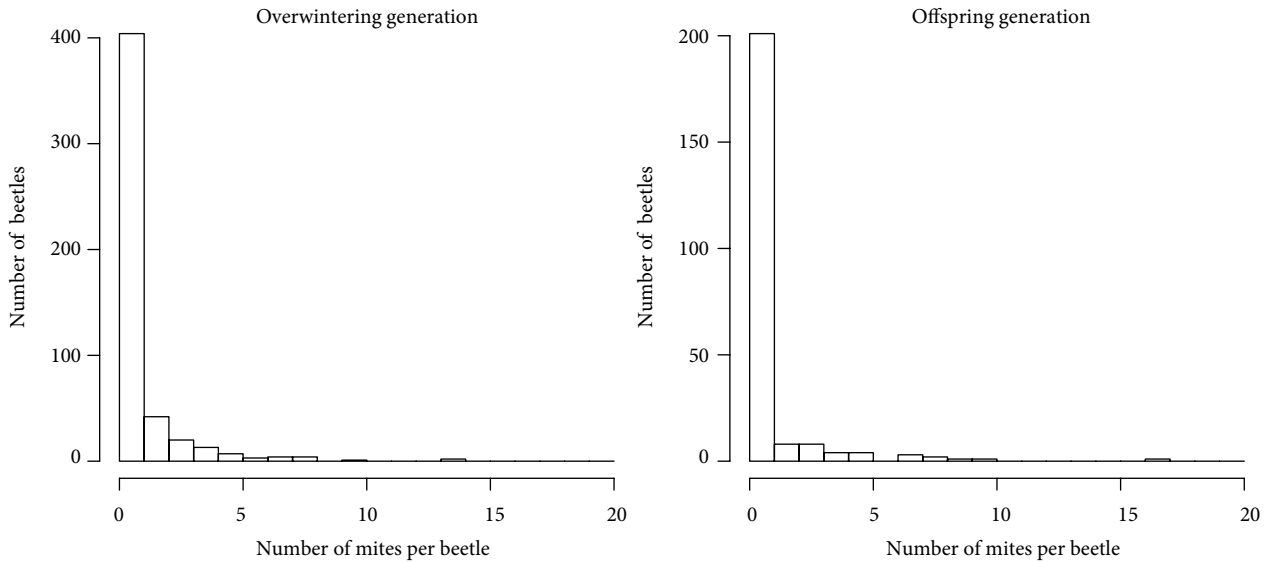 Overwintering generation
400
300
200
100
0
Number of beetles
0 5 10 15 20
Number of mites per beetle
Offspring generation
200
150
100
50
0
Number of beetles
0 5 10 15 20
Number of mites per beetle